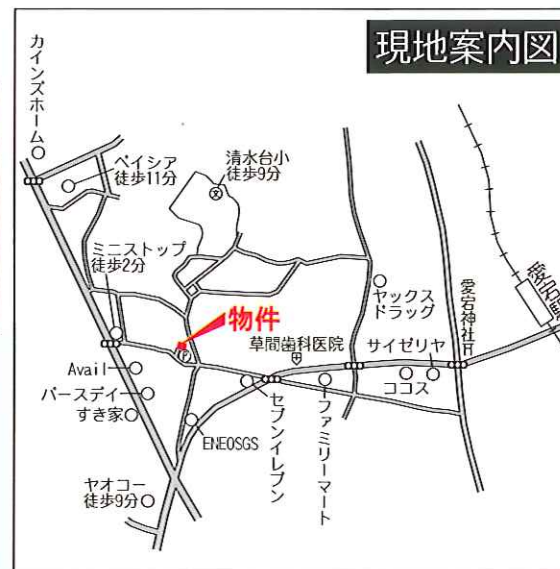 現地案内図
カインズホーム
ベイシア
徒歩11分
清水台小
徒歩9分
文
ミニストップ
徒歩2分
物件
P
ヤックス
ドラッグ
愛宕神社
草間歯科医院
サイゼリヤ
ココス
Avail
バースデイ
すき家
ENEOSGS
セブンイレブン
ファミリーマート
ヤオコー
徒歩9分